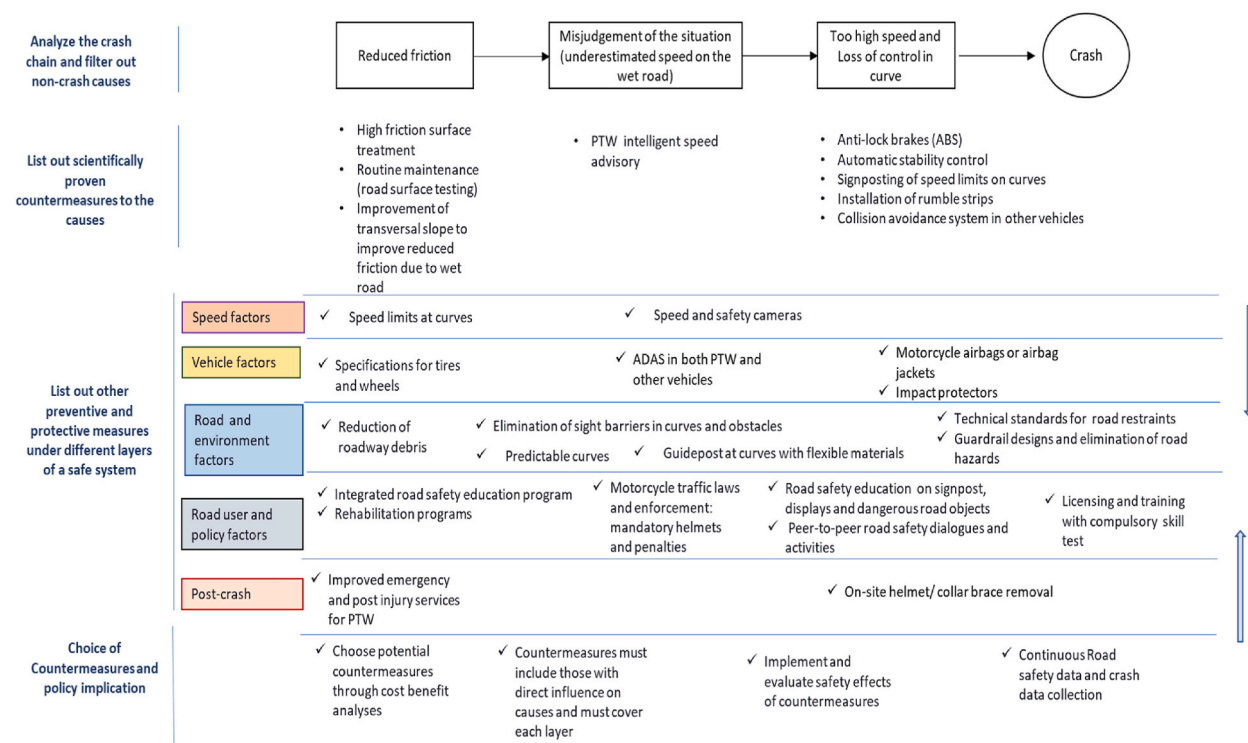 Analyze the crash
chain and filter out
non-crash causes
Reduced friction
Misjudgement of the situation
(underestimated speed on the
wet road)
Too high speed and
Loss of control in
curve
Crash
List out scientifically
proven
countermeasures to the
causes
• High friction surface
treatment
• Routine maintenance
(road surface testing)
• Improvement of
transversal slope to
improve reduced
friction due to wet
road
• PTW intelligent speed
advisory
• Anti-lock brakes (ABS)
• Automatic stability control
• Signposting of speed limits on curves
• Installation of rumble strips
• Collision avoidance system in other vehicles
List out other
preventive and
protective measures
under different layers
of a safe system
Speed factors
✓ Speed limits at curves
✓ Speed and safety cameras
Vehicle factors
✓ Specifications for tires
and wheels
✓ ADAS in both PTW and
other vehicles
✓ Motorcycle airbags or airbag
jackets
✓ Impact protectors
Road and
environment
factors
✓ Reduction of
roadway debris
✓ Elimination of sight barriers in curves and obstacles
✓ Predictable curves
✓ Guidepost at curves with flexible materials
✓ Technical standards for road restraints
✓ Guardrail designs and elimination of road
hazards
Road user and
policy factors
✓ Integrated road safety education program
✓ Rehabilitation programs
✓ Motorcycle traffic laws
and enforcement:
mandatory helmets
and penalties
✓ Road safety education on signpost,
displays and dangerous road objects
✓ Peer-to-peer road safety dialogues and
activities
✓ Licensing and training
with compulsory skill
test
Post-crash
✓ Improved emergency
and post injury services
for PTW
✓ On-site helmet/ collar brace removal
Choice of
Countermeasures and
policy implication
✓ Choose potential
countermeasures
through cost benefit
analyses
✓ Countermeasures must
include those with
direct influence on
causes and must cover
each layer
✓ Implement and
evaluate safety effects
of countermeasures
✓ Continuous Road
safety data and crash
data collection